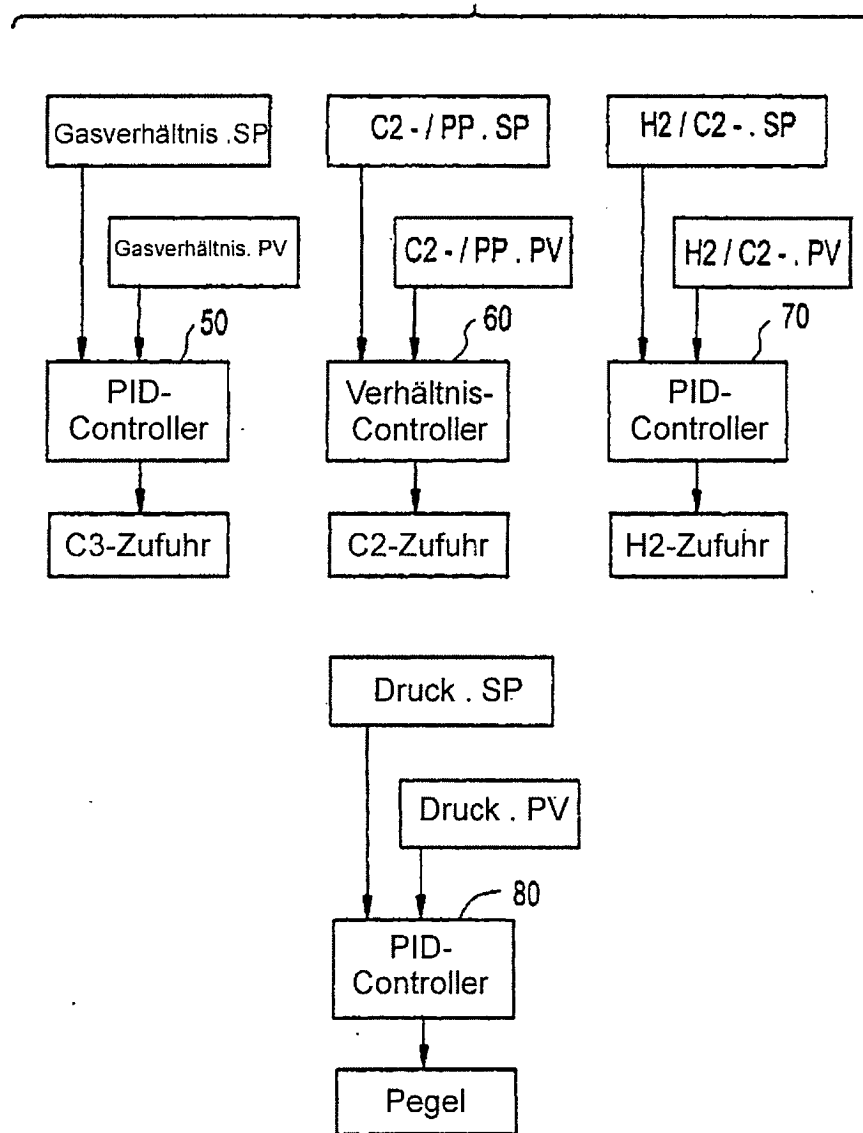 Gasverhältnis .SP
C2 - / PP . SP
H2 / C2 - . SP
Gasverhältnis. PV
C2 - / PP . PV
H2 / C2 - . PV
50
60
70
PID-
Controller
Verhältnis-
Controller
PID-
Controller
C3-Zufuhr
C2-Zufuhr
H2-Zufuhr
Druck . SP
Druck . PV
80
PID-
Controller
Pegel